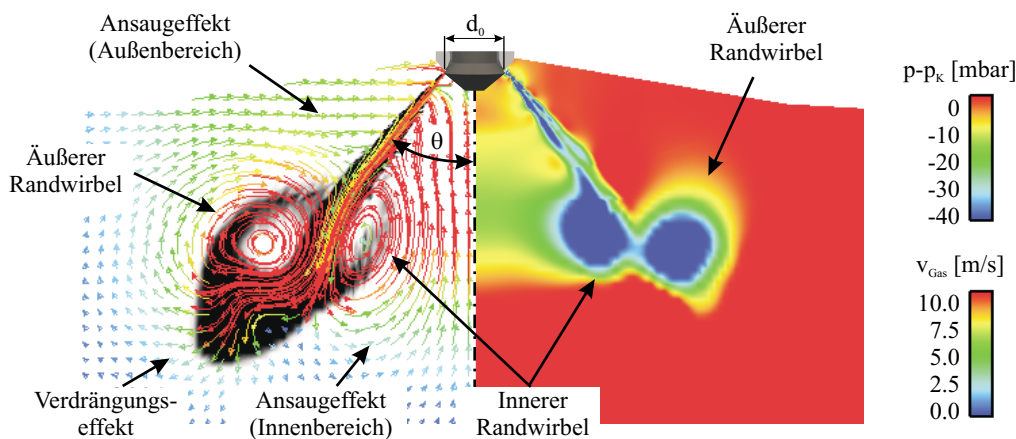 Ansaugeffekt
(Außenbereich)
d₀
Äußerer
Randwirbel
p-pₖ [mbar]
0
-10
-20
-30
-40
Äußerer
Randwirbel
θ
v_Gas [m/s]
10.0
7.5
5.0
2.5
0.0
Verdrängungs-
effekt
Ansaugeffekt
(Innenbereich)
Innerer
Randwirbel